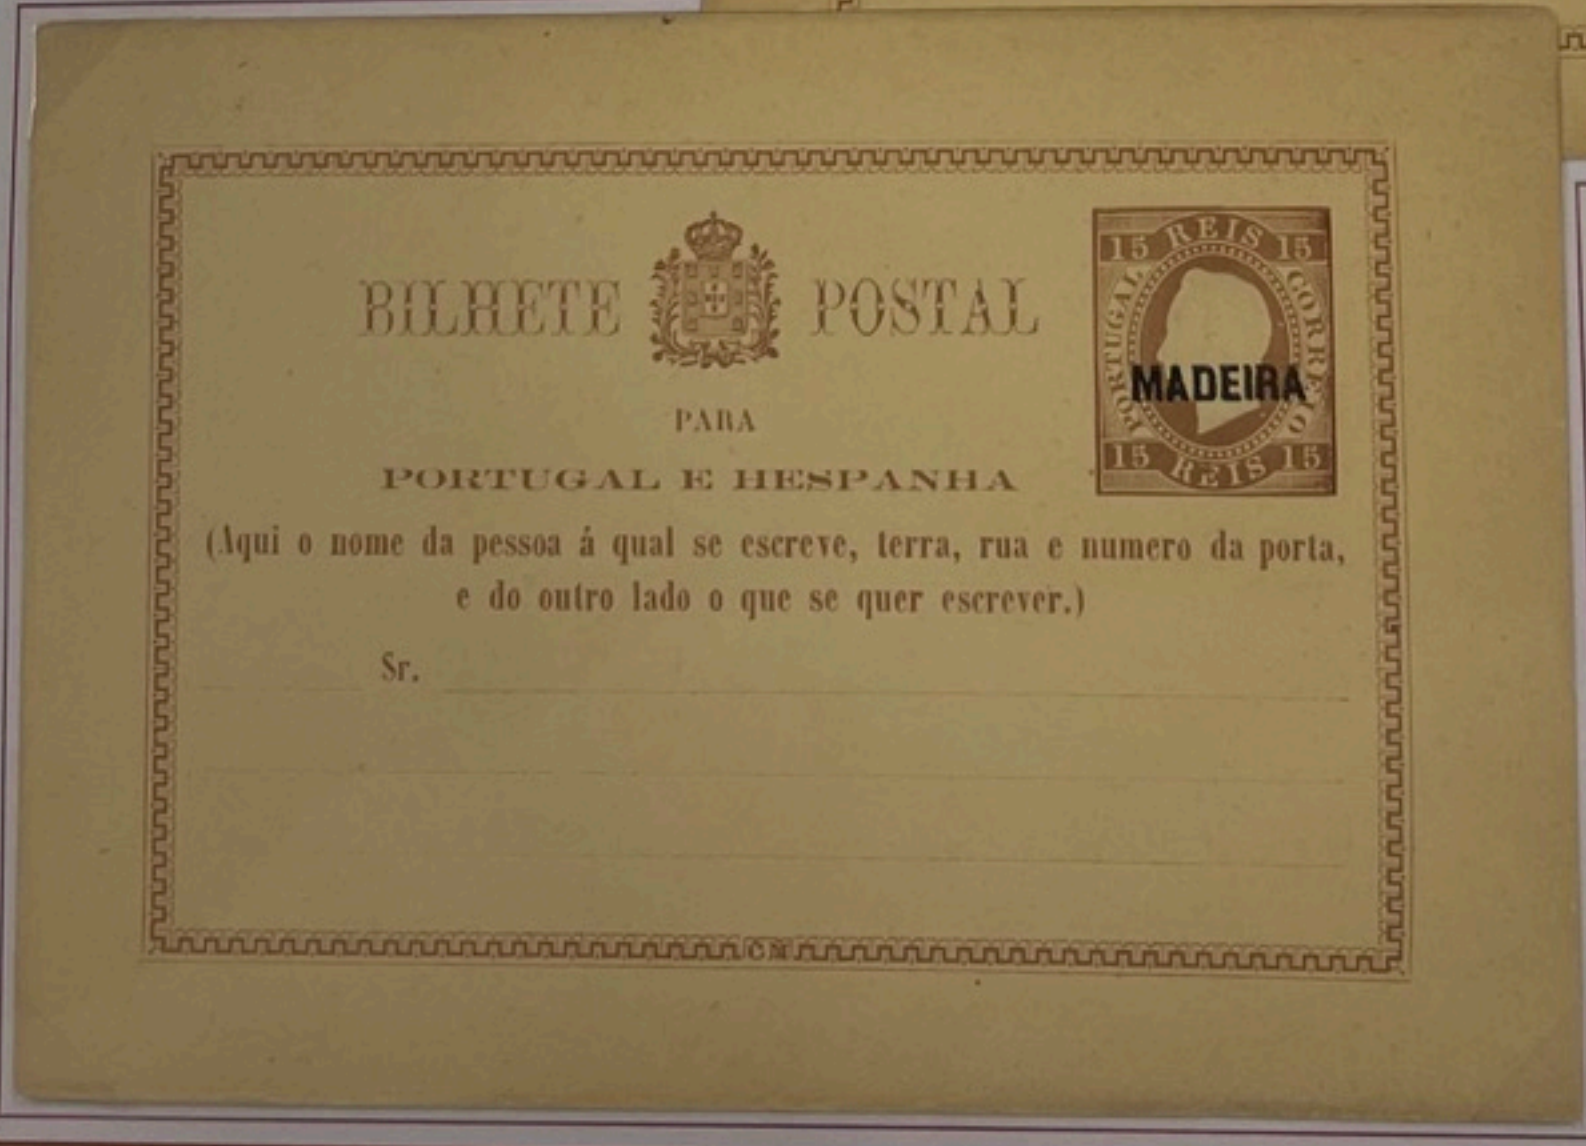 BILHETE POSTAL
PARA
PORTUGAL E HESPANHA
(Aqui o nome da pessoa á qual se escreve, terra, rua e numero da porta,
e do outro lado o que se quer escrever.)
Sr.
15 REIS 15
PORTUGAL
CORREIO
MADEIRA
15 REIS 15
CM